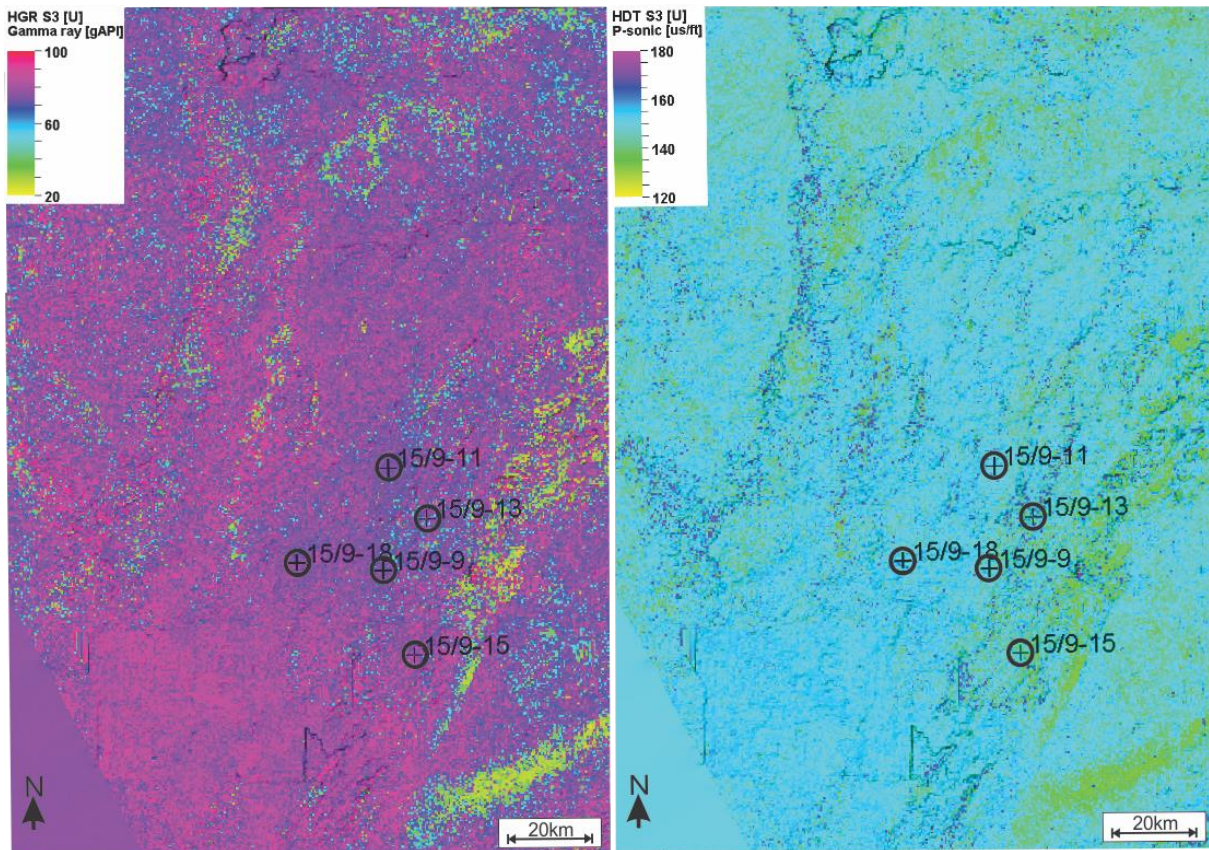 HGR S3 [U]
Gamma ray [gAPI]
100
60
20
15/9-11
15/9-13
15/9-18
15/9-9
15/9-15
N
20km
HDT S3 [U]
P-sonic [us/ft]
180
160
140
120
15/9-11
15/9-13
15/9-18
15/9-9
15/9-15
N
20km